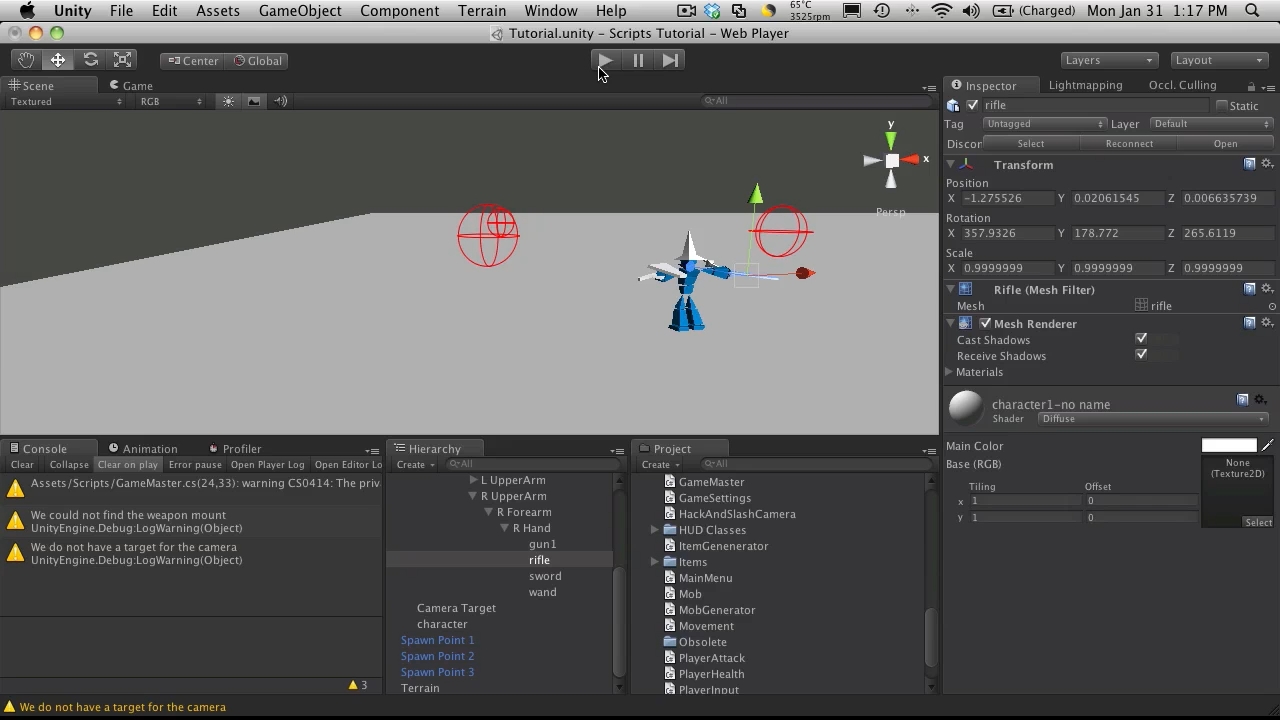 Unity File Edit Assets GameObject Component Terrain Window Help 65°C 3525rpm (Charged) Mon Jan 31 1:17 PM
Tutorial.unity - Scripts Tutorial - Web Player
Center Global Layers Layout
Scene Game
Textured RGB All
y
x
Persp
Inspector Lightmapping Occl. Culling
rifle Static
Tag Untagged Layer Default
Discor Select Reconnect Open
Transform
Position
X -1.275526 Y 0.02061545 Z 0.006635739
Rotation
X 357.9326 Y 178.772 Z 265.6119
Scale
X 0.9999999 Y 0.9999999 Z 0.9999999
Rifle (Mesh Filter)
Mesh rifle
Mesh Renderer
Cast Shadows
Receive Shadows
Materials
character1-no name
Shader Diffuse
Main Color
Base (RGB) None (Texture2D)
Tiling Offset
x 1 0
y 1 0
Select
Console Animation Profiler
Clear Collapse Clear on play Error pause Open Player Log Open Editor Lo
Assets/Scripts/GameMaster.cs(24,33): warning CS0414: The priv
We could not find the weapon mount
UnityEngine.Debug:LogWarning(Object)
We do not have a target for the camera
UnityEngine.Debug:LogWarning(Object)
3
Hierarchy
Create All
L UpperArm
R UpperArm
R Forearm
R Hand
gun1
rifle
sword
wand
Camera Target
character
Spawn Point 1
Spawn Point 2
Spawn Point 3
Terrain
Project
Create All
GameMaster
GameSettings
HackAndSlashCamera
HUD Classes
ItemGenenerator
Items
MainMenu
Mob
MobGenerator
Movement
Obsolete
PlayerAttack
PlayerHealth
PlayerInput
We do not have a target for the camera